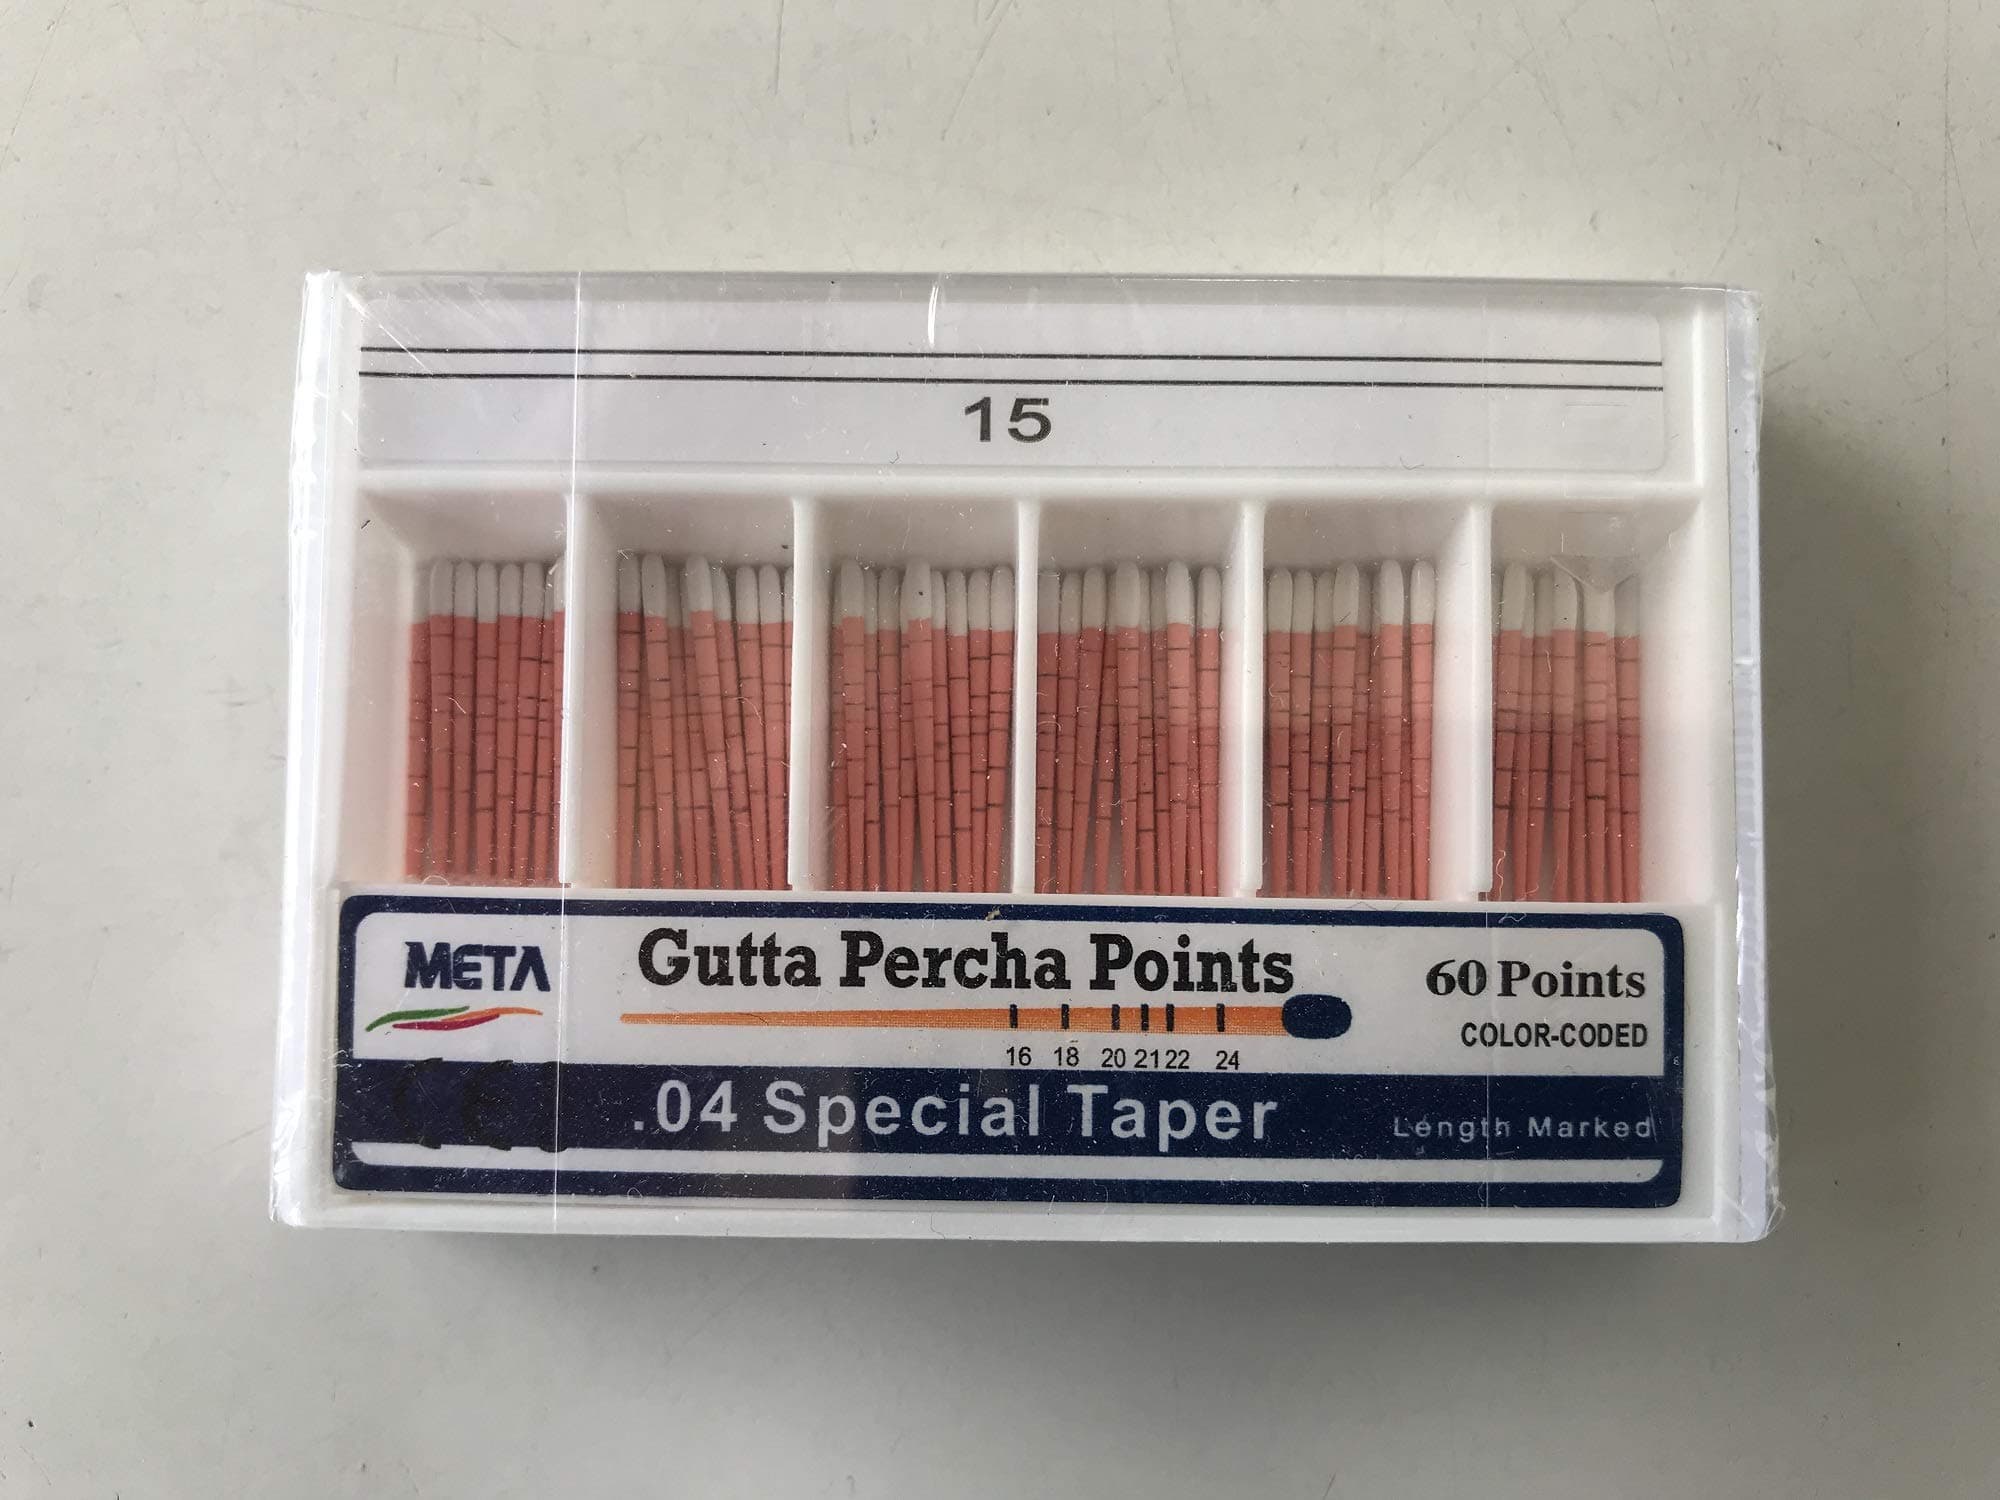 15
META
Gutta Percha Points
60 Points
COLOR-CODED
16 18 20 21 22 24
CE
.04 Special Taper
Length Marked